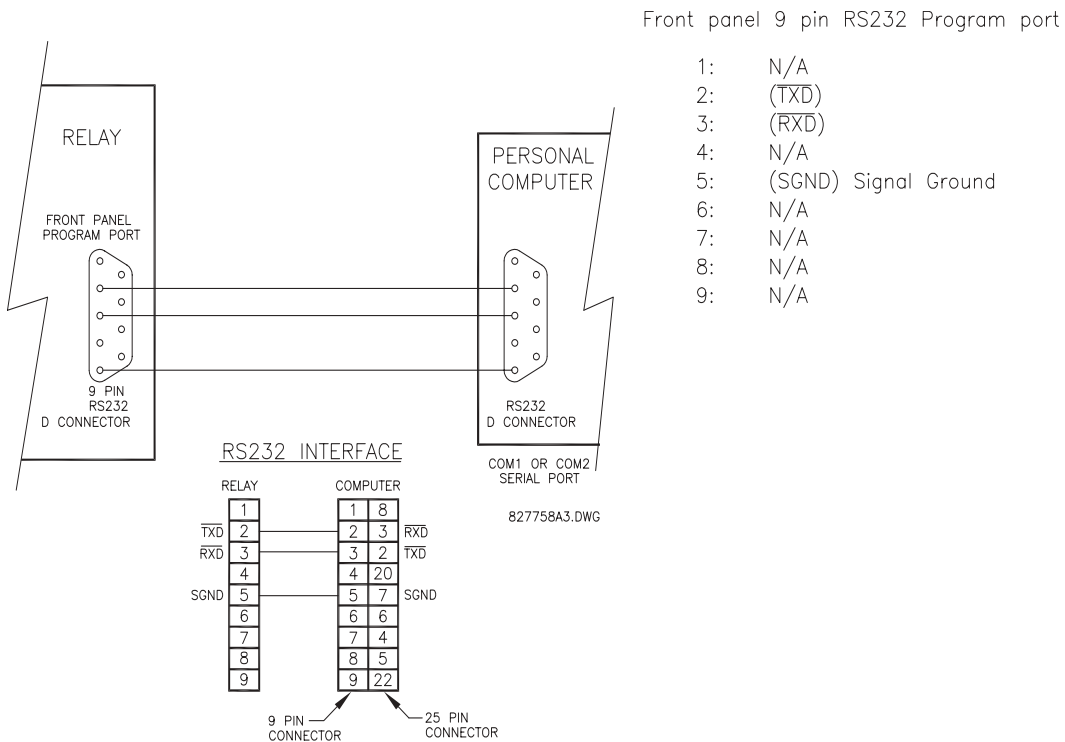 Front panel 9 pin RS232 Program port
1: N/A
2: (TXD)
3: (RXD)
4: N/A
5: (SGND) Signal Ground
6: N/A
7: N/A
8: N/A
9: N/A
RELAY
FRONT PANEL
PROGRAM PORT
9 PIN
RS232
D CONNECTOR
PERSONAL
COMPUTER
RS232
D CONNECTOR
COM1 OR COM2
SERIAL PORT
827758A3.DWG
RS232 INTERFACE
RELAY COMPUTER
1 1 8
TXD 2 2 3 RXD
RXD 3 3 2 TXD
4 4 20
SGND 5 5 7 SGND
6 6 6
7 7 4
8 8 5
9 9 22
9 PIN
CONNECTOR
25 PIN
CONNECTOR